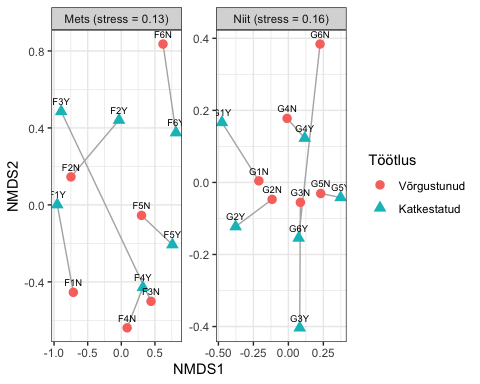 Mets (stress = 0.13)
Niit (stress = 0.16)
NMDS2
0.8
0.4
0.0
-0.4
F6N
F3Y
F2Y
F6Y
F2N
F1Y
F5N
F5Y
F4Y
F1N
F3N
F4N
-1.0
-0.5
0.0
0.5
0.4
0.2
0.0
-0.2
-0.4
G6N
G1Y
G4N
G4Y
G1N
G2N
G3N
G5N
G5Y
G2Y
G6Y
G3Y
-0.50
-0.25
0.00
0.25
NMDS1
Töötlus
Võrgustunud
Katkestatud